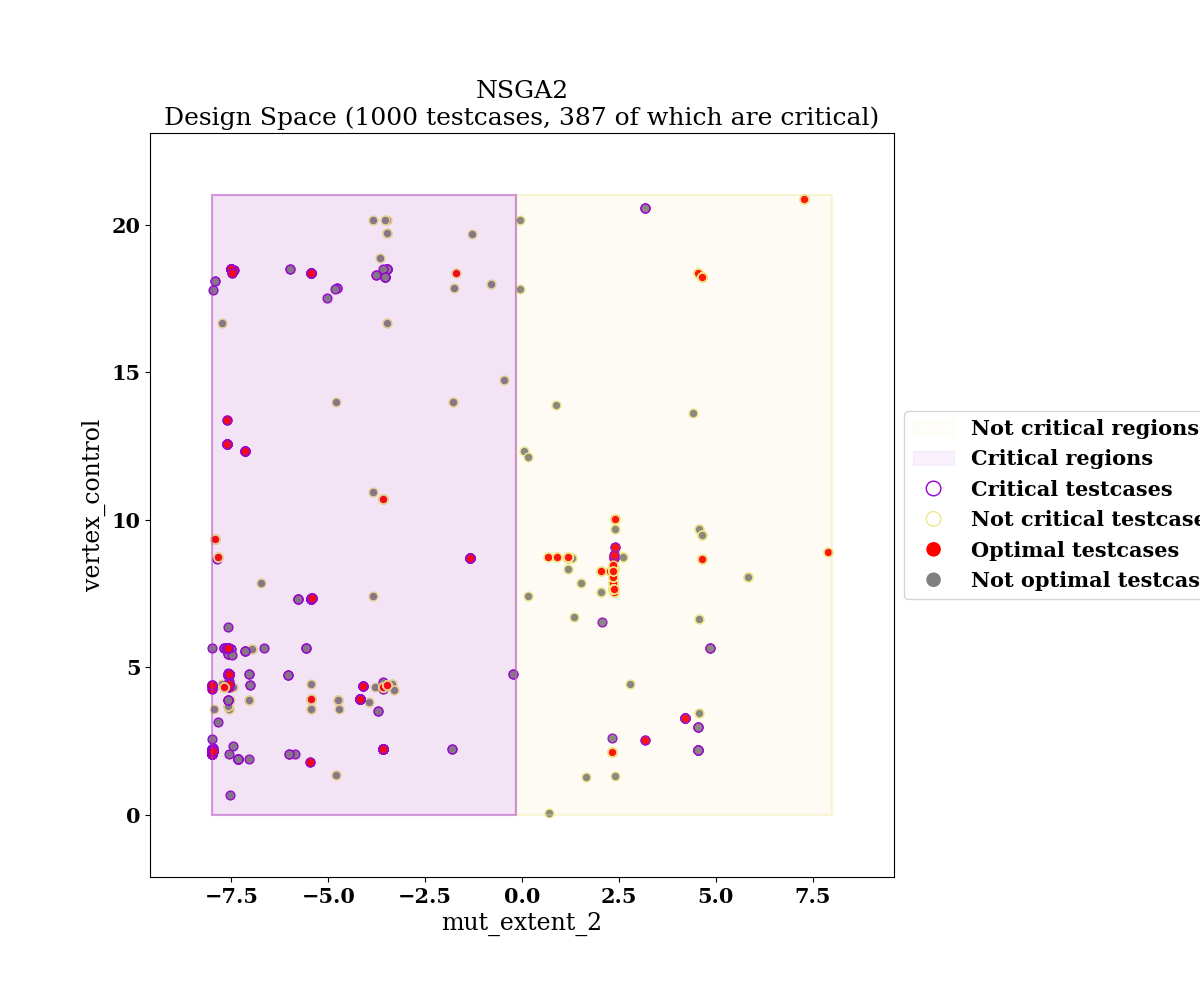 NSGA2
Design Space (1000 testcases, 387 of which are critical)
vertex_control
20
15
10
5
0
−7.5 −5.0 −2.5 0.0 2.5 5.0 7.5
mut_extent_2
Not critical regions
Critical regions
Critical testcases
Not critical testcase
Optimal testcases
Not optimal testcas